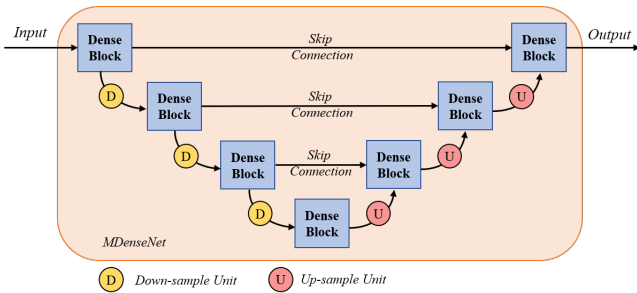 Input
Dense
Block
Skip
Connection
Dense
Block
Output
D
U
Dense
Block
Skip
Connection
Dense
Block
D
U
Dense
Block
Skip
Connection
Dense
Block
D
Dense
Block
U
MDenseNet
D Down-sample Unit
U Up-sample Unit